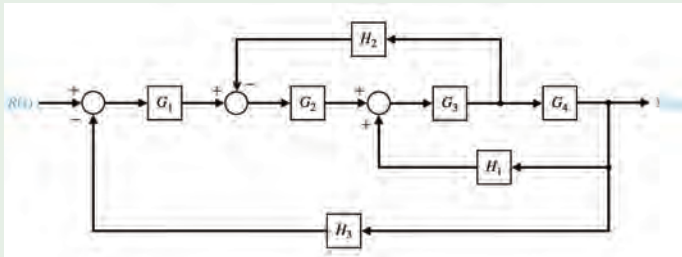 H₂
+ − + − +
R(s) G₁ G₂ G₃ G₄
− +
H₁
H₃